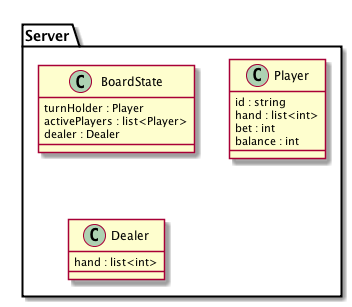 Server
C BoardState
turnHolder : Player
activePlayers : list<Player>
dealer : Dealer
C Player
id : string
hand : list<int>
bet : int
balance : int
C Dealer
hand : list<int>